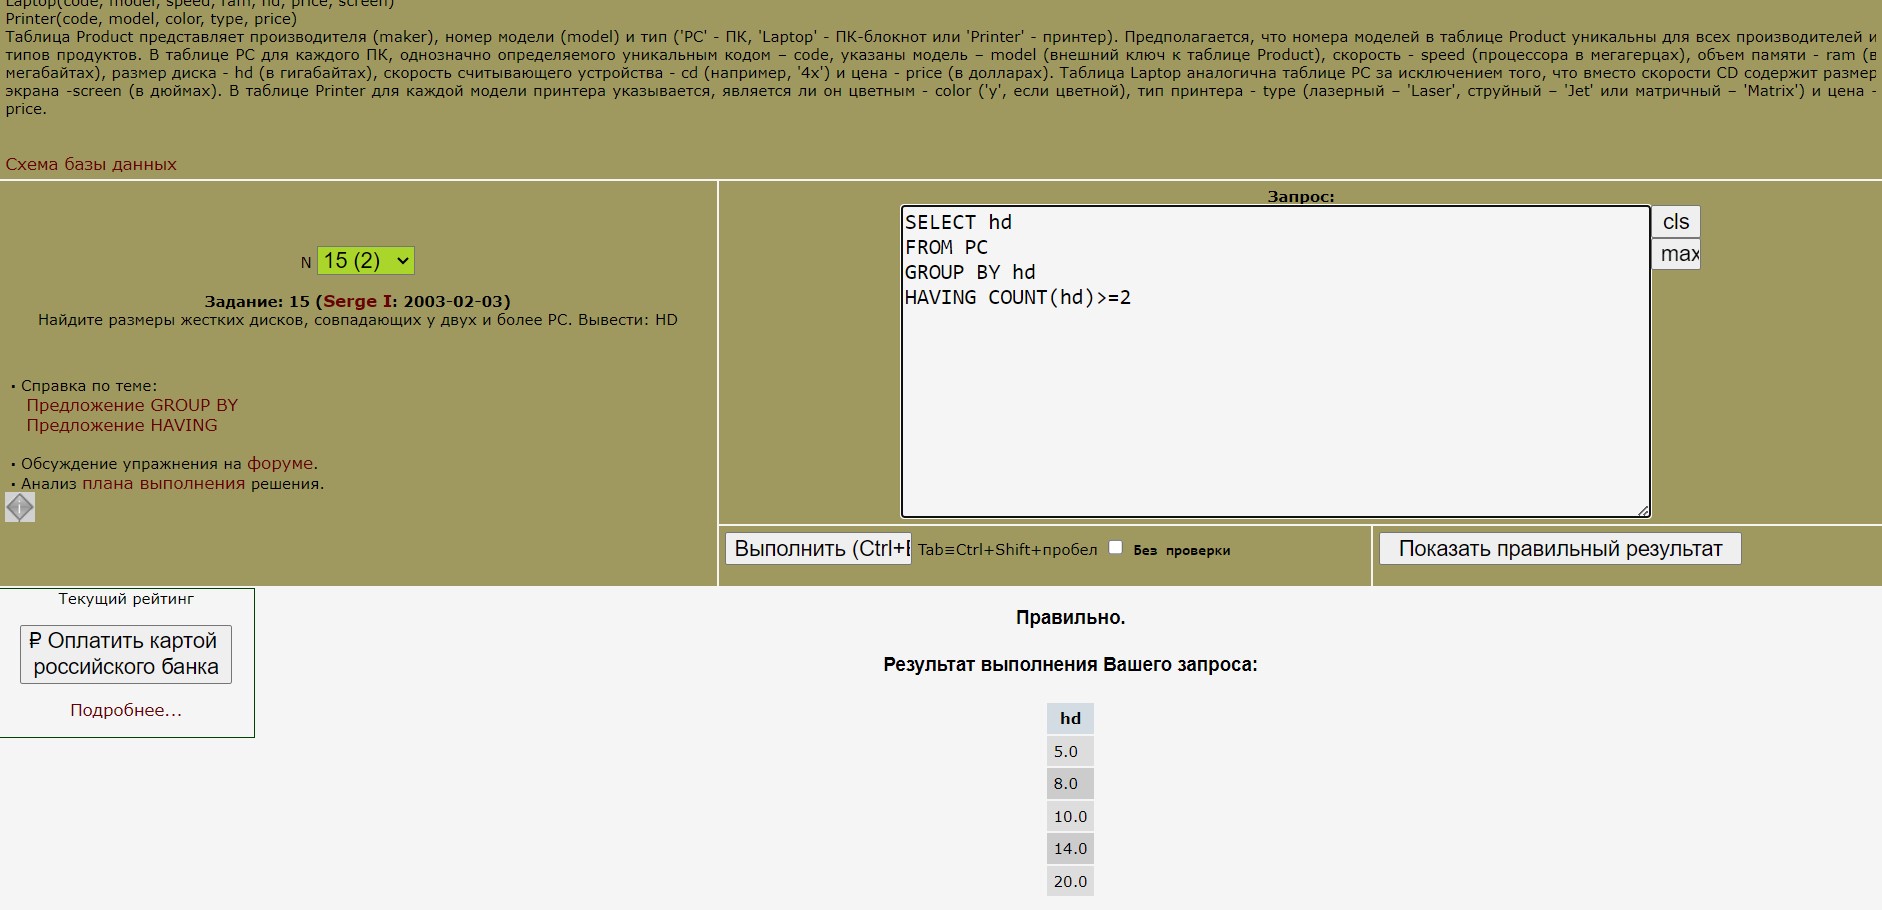 Laptop(code, model, speed, ram, hd, price, screen)
Printer(code, model, color, type, price)
Таблица Product представляет производителя (maker), номер модели (model) и тип ('PC' - ПК, 'Laptop' - ПК-блокнот или 'Printer' - принтер). Предполагается, что номера моделей в таблице Product уникальны для всех производителей и
типов продуктов. В таблице PC для каждого ПК, однозначно определяемого уникальным кодом – code, указаны модель – model (внешний ключ к таблице Product), скорость - speed (процессора в мегагерцах), объем памяти - ram (в
мегабайтах), размер диска - hd (в гигабайтах), скорость считывающего устройства - cd (например, '4x') и цена - price (в долларах). Таблица Laptop аналогична таблице PC за исключением того, что вместо скорости CD содержит размер
экрана -screen (в дюймах). В таблице Printer для каждой модели принтера указывается, является ли он цветным - color ('y', если цветной), тип принтера - type (лазерный – 'Laser', струйный – 'Jet' или матричный – 'Matrix') и цена -
price.
Схема базы данных
N 15 (2)
Задание: 15 (Serge I: 2003-02-03)
Найдите размеры жестких дисков, совпадающих у двух и более PC. Вывести: HD
• Справка по теме:
Предложение GROUP BY
Предложение HAVING
• Обсуждение упражнения на форуме.
• Анализ плана выполнения решения.
i
Запрос:
SELECT hd
FROM PC
GROUP BY hd
HAVING COUNT(hd)>=2
cls
max
Выполнить (Ctrl+E Tab≡Ctrl+Shift+пробел Без проверки
Показать правильный результат
Текущий рейтинг
₽ Оплатить картой
российского банка
Подробнее...
Правильно.
Результат выполнения Вашего запроса:
hd
5.0
8.0
10.0
14.0
20.0